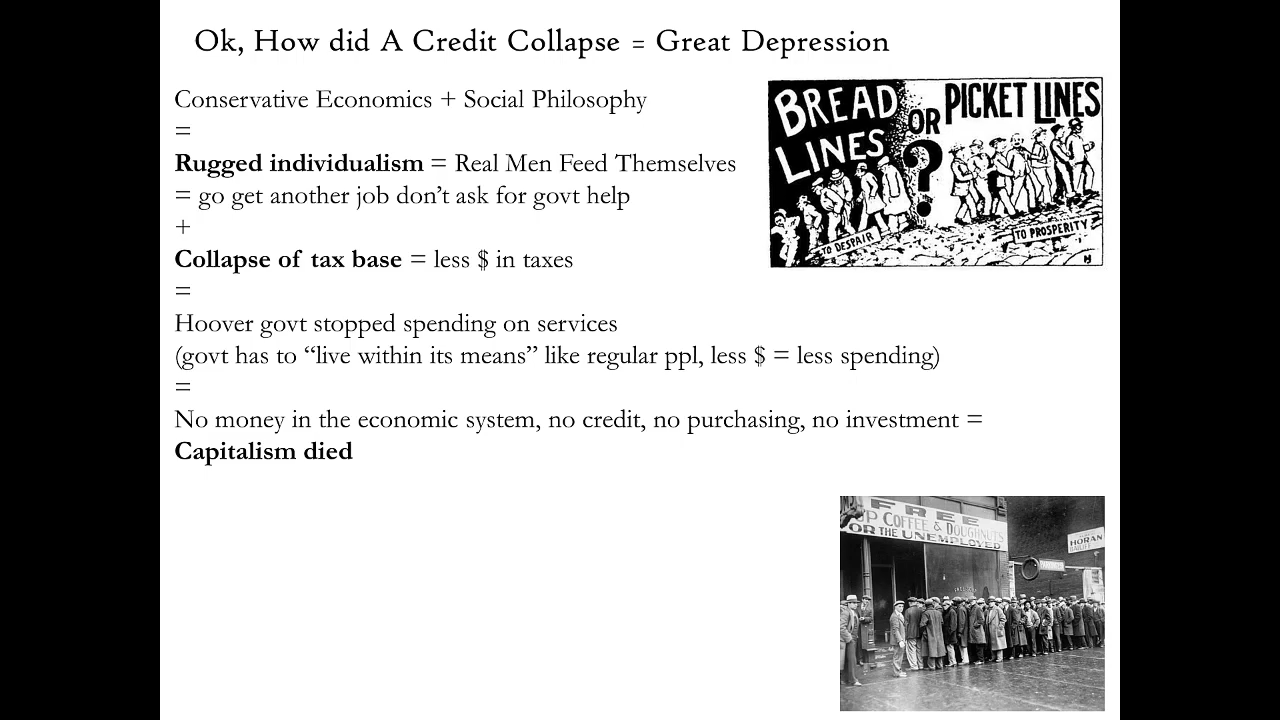 Ok, How did A Credit Collapse = Great Depression
Conservative Economics + Social Philosophy
=
Rugged individualism = Real Men Feed Themselves
= go get another job don’t ask for govt help
+
Collapse of tax base = less $ in taxes
=
Hoover govt stopped spending on services
(govt has to “live within its means” like regular ppl, less $ = less spending)
=
No money in the economic system, no credit, no purchasing, no investment =
Capitalism died
BREAD
LINES
OR
PICKET LINES
?
TO DESPAIR
TO PROSPERITY
FREE
COFFEE & DOUGHNUTS
OR THE UNEMPLOYED
HORAN